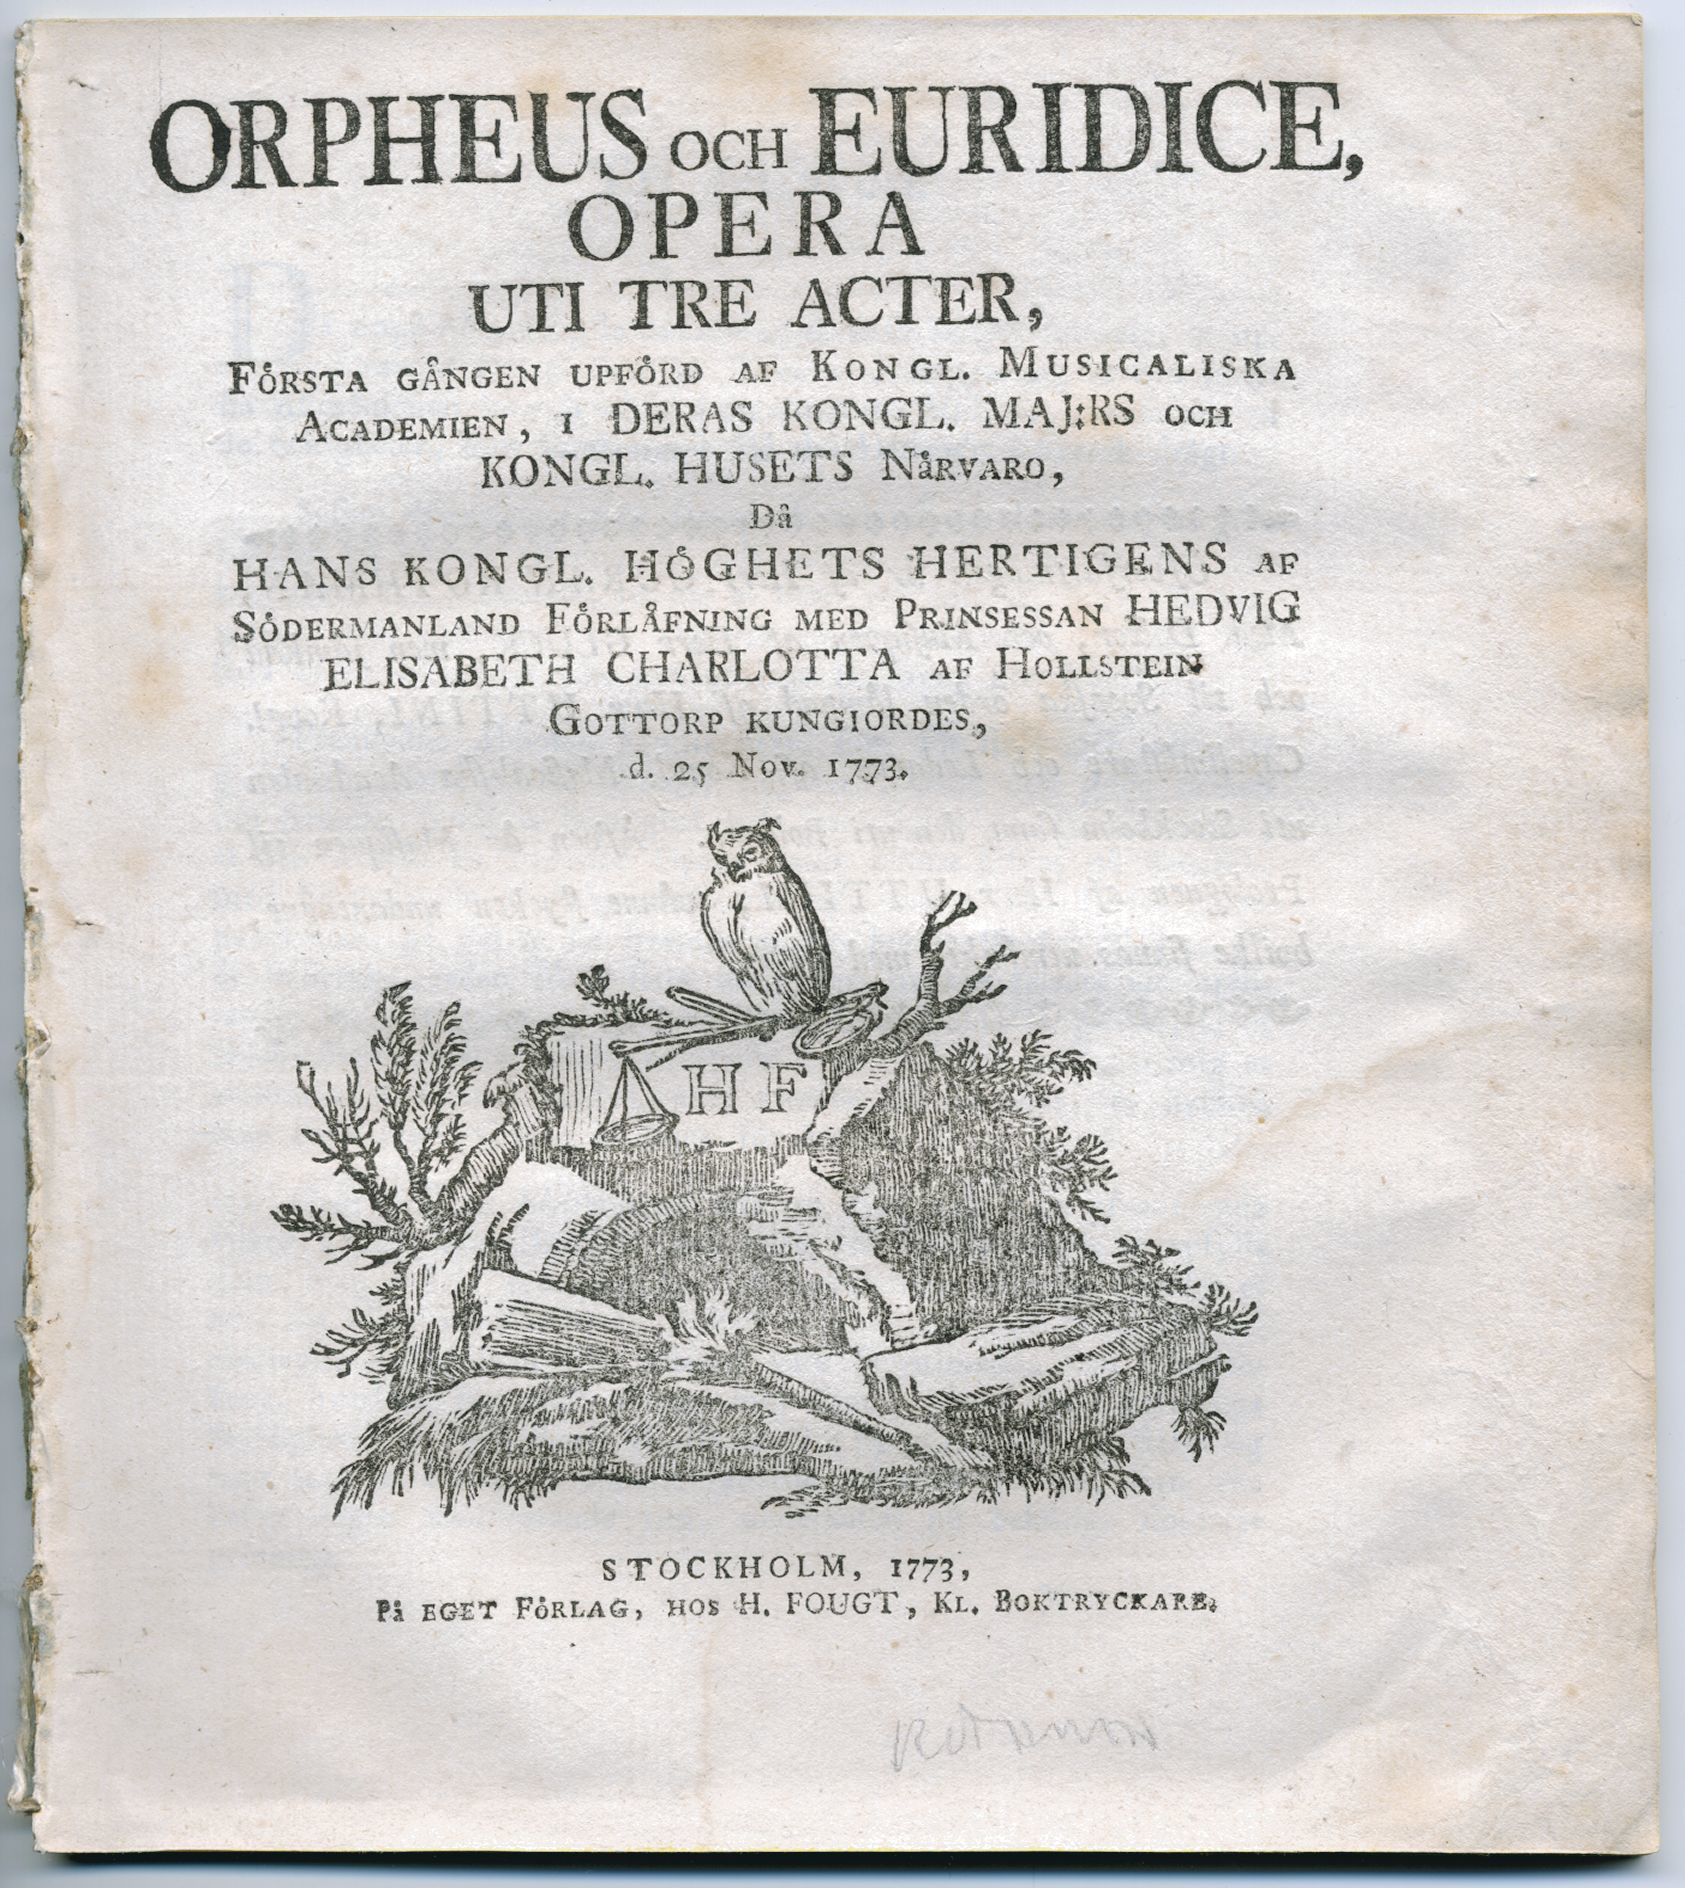 ORPHEUS OCH EURIDICE,
OPERA
UTI TRE ACTER,
FÖRSTA GÅNGEN UPFÖRD AF KONGL. MUSICALISKA
ACADEMIEN, I DERAS KONGL. MAJ:RS OCH
KONGL. HUSETS NÄRVARO,
DÅ
HANS KONGL. HÖGHETS HERTIGENS AF
SÖDERMANLAND FÖRLÅFNING MED PRINSESSAN HEDVIG
ELISABETH CHARLOTTA AF HOLLSTEIN
GOTTORP KUNGIORDES,
d. 25 Nov. 1773.
H F
STOCKHOLM, 1773,
PÅ EGET FÖRLAG, HOS H. FOUGT, KL. BOKTRYCKARE.